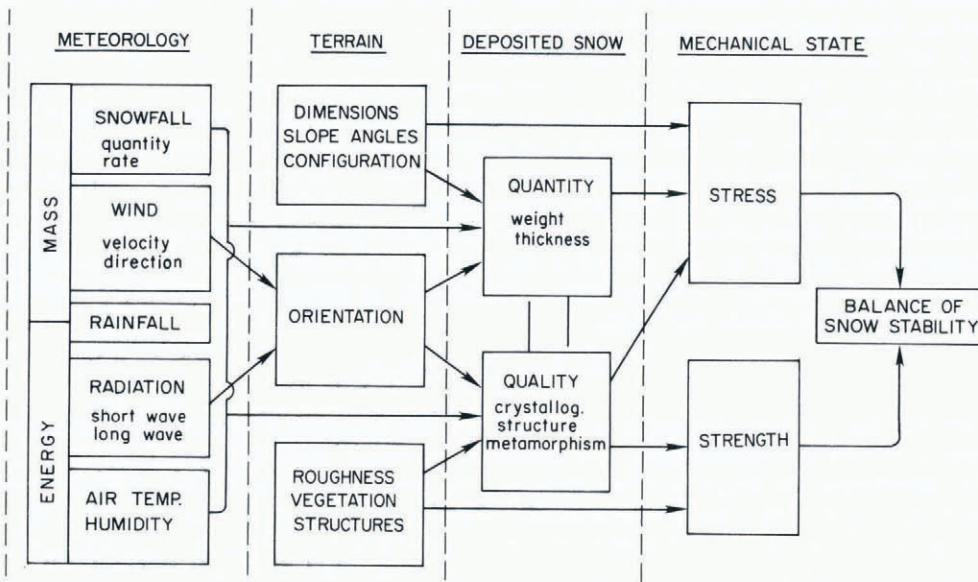 METEOROLOGY
TERRAIN
DEPOSITED SNOW
MECHANICAL STATE
MASS
ENERGY
SNOWFALL
quantity
rate
WIND
velocity
direction
RAINFALL
RADIATION
short wave
long wave
AIR TEMP.
HUMIDITY
DIMENSIONS
SLOPE ANGLES
CONFIGURATION
ORIENTATION
ROUGHNESS
VEGETATION
STRUCTURES
QUANTITY
weight
thickness
QUALITY
crystallog.
structure
metamorphism
STRESS
STRENGTH
BALANCE OF
SNOW STABILITY